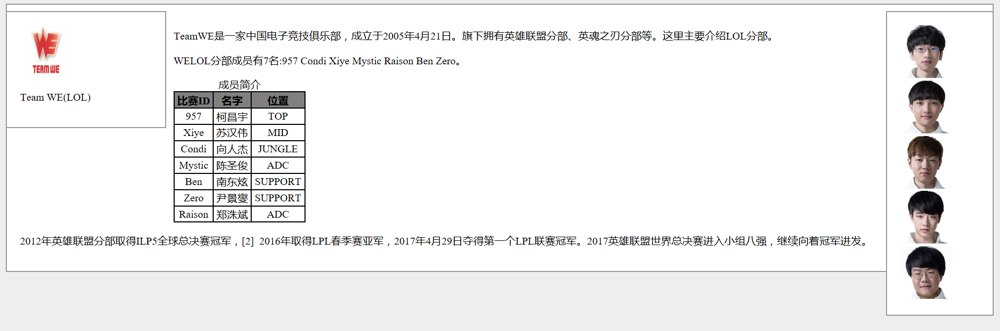 TEAM WE
Team WE(LOL)
TeamWE是一家中国电子竞技俱乐部，成立于2005年4月21日。旗下拥有英雄联盟分部、英魂之刃分部等。这里主要介绍LOL分部。
WELOL分部成员有7名:957 Condi Xiye Mystic Raison Ben Zero。
成员简介
比赛ID 名字 位置
957 柯昌宇 TOP
Xiye 苏汉伟 MID
Condi 向人杰 JUNGLE
Mystic 陈圣俊 ADC
Ben 南东炫 SUPPORT
Zero 尹景燮 SUPPORT
Raison 郑洙斌 ADC
2012年英雄联盟分部取得ILP5全球总决赛冠军，[2] 2016年取得LPL春季赛亚军，2017年4月29日夺得第一个LPL联赛冠军。2017英雄联盟世界总决赛进入小组八强，继续向着冠军进发。